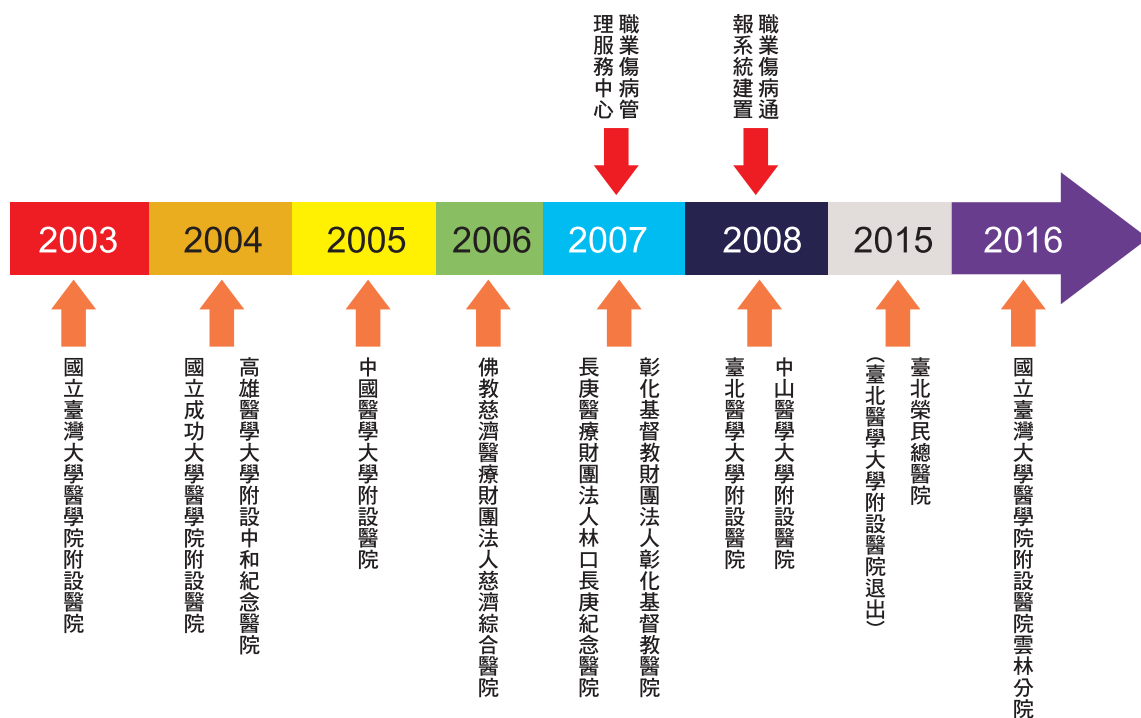 職業傷病管
理服務中心
職業傷病通
報系統建置
2003
2004
2005
2006
2007
2008
2015
2016
國立臺灣大學醫學院附設醫院
高雄醫學大學附設中和紀念醫院
國立成功大學醫學院附設醫院
中國醫學大學附設醫院
佛教慈濟醫療財團法人慈濟綜合醫院
彰化基督教財團法人彰化基督教醫院
長庚醫療財團法人林口長庚紀念醫院
中山醫學大學附設醫院
臺北醫學大學附設醫院
臺北榮民總醫院
（臺北醫學大學附設醫院退出）
國立臺灣大學醫學院附設醫院雲林分院